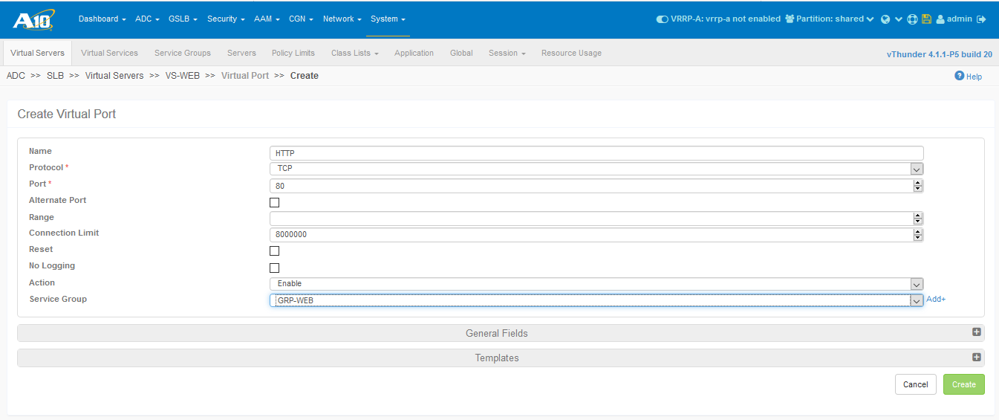 A10 Dashboard ADC GSLB Security AAM CGN Network System VRRP-A: vrrp-a not enabled Partition: shared admin
Virtual Servers Virtual Services Service Groups Servers Policy Limits Class Lists Application Global Session Resource Usage vThunder 4.1.1-P5 build 20
ADC >> SLB >> Virtual Servers >> VS-WEB >> Virtual Port >> Create Help
Create Virtual Port
Name HTTP
Protocol * TCP
Port * 80
Alternate Port
Range
Connection Limit 8000000
Reset
No Logging
Action Enable
Service Group GRP-WEB Add+
General Fields
Templates
Cancel Create